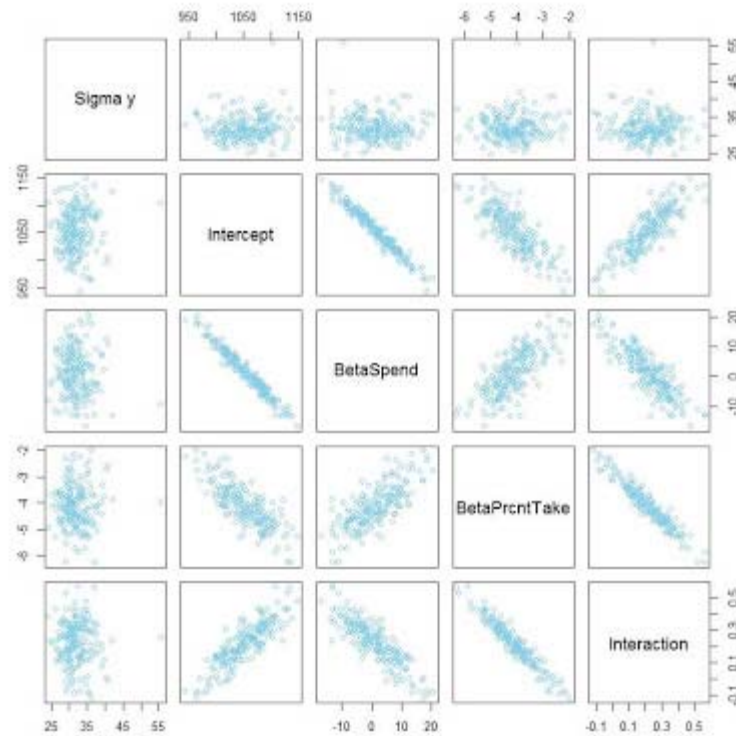 950 1050 1150
-6 -5 -4 -3 -2
Sigma y
25 35 45 55
950 1050 1150
Intercept
BetaSpend
-10 0 10 20
-6 -5 -4 -3 -2
BetaPrcntTake
Interaction
-0.1 0.1 0.3 0.5
25 35 45 55
-10 0 10 20
-0.1 0.1 0.3 0.5